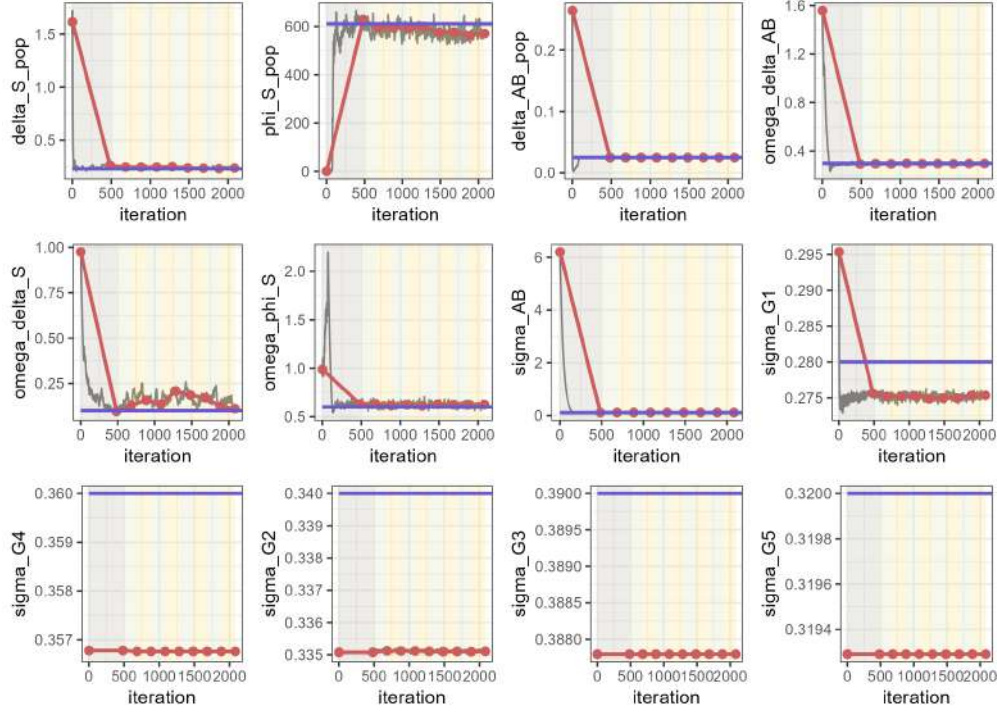 delta_S_pop
1.5
1.0
0.5
0 500 1000 1500 2000
iteration
phi_S_pop
600
400
200
0
0 500 1000 1500 2000
iteration
delta_AB_pop
0.2
0.1
0.0
0 500 1000 1500 2000
iteration
omega_delta_AB
1.6
1.2
0.8
0.4
0 500 1000 1500 2000
iteration
omega_delta_S
1.00
0.75
0.50
0.25
0 500 1000 1500 2000
iteration
omega_phi_S
2.0
1.5
1.0
0.5
0 500 1000 1500 2000
iteration
sigma_AB
6
4
2
0
0 500 1000 1500 2000
iteration
sigma_G1
0.295
0.290
0.285
0.280
0.275
0 500 1000 1500 2000
iteration
sigma_G4
0.360
0.359
0.358
0.357
0 500 1000 1500 2000
iteration
sigma_G2
0.340
0.339
0.338
0.337
0.336
0.335
0 500 1000 1500 2000
iteration
sigma_G3
0.3900
0.3895
0.3890
0.3885
0.3880
0 500 1000 1500 2000
iteration
sigma_G5
0.3200
0.3198
0.3196
0.3194
0 500 1000 1500 2000
iteration